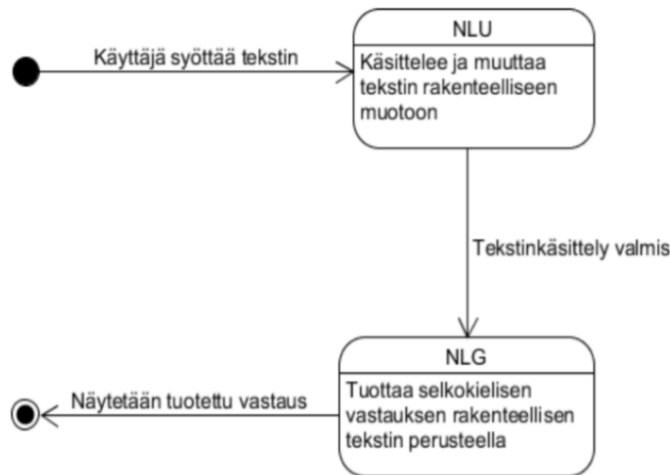 NLU
Käyttäjä syöttää tekstin
Käsittelee ja muuttaa
tekstin rakenteelliseen
muotoon
Tekstinkäsittely valmis
NLG
Tuottaa selkokielisen
vastauksen rakenteellisen
tekstin perusteella
Näytetään tuotettu vastaus